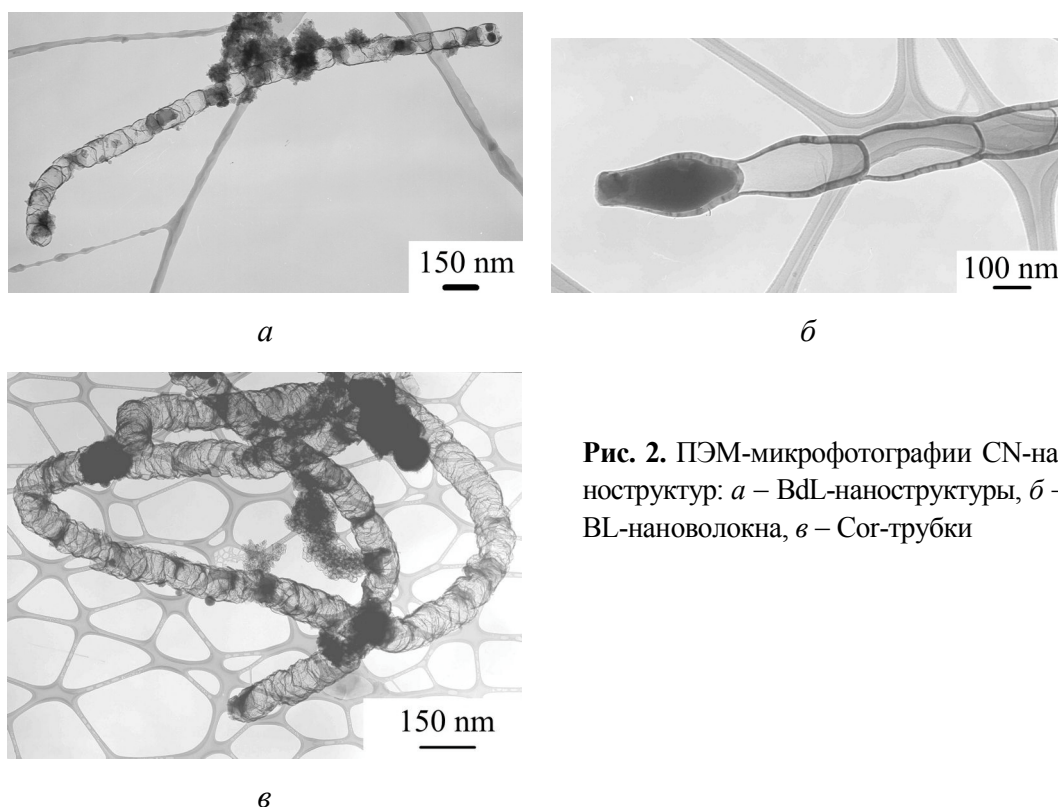 150 nm
100 nm
а
б
Рис. 2. ПЭМ-микрофотографии CN-на-
ноструктур: а – BdL-наноструктуры, б –
BL-нановолокна, в – Cor-трубки
150 nm
в